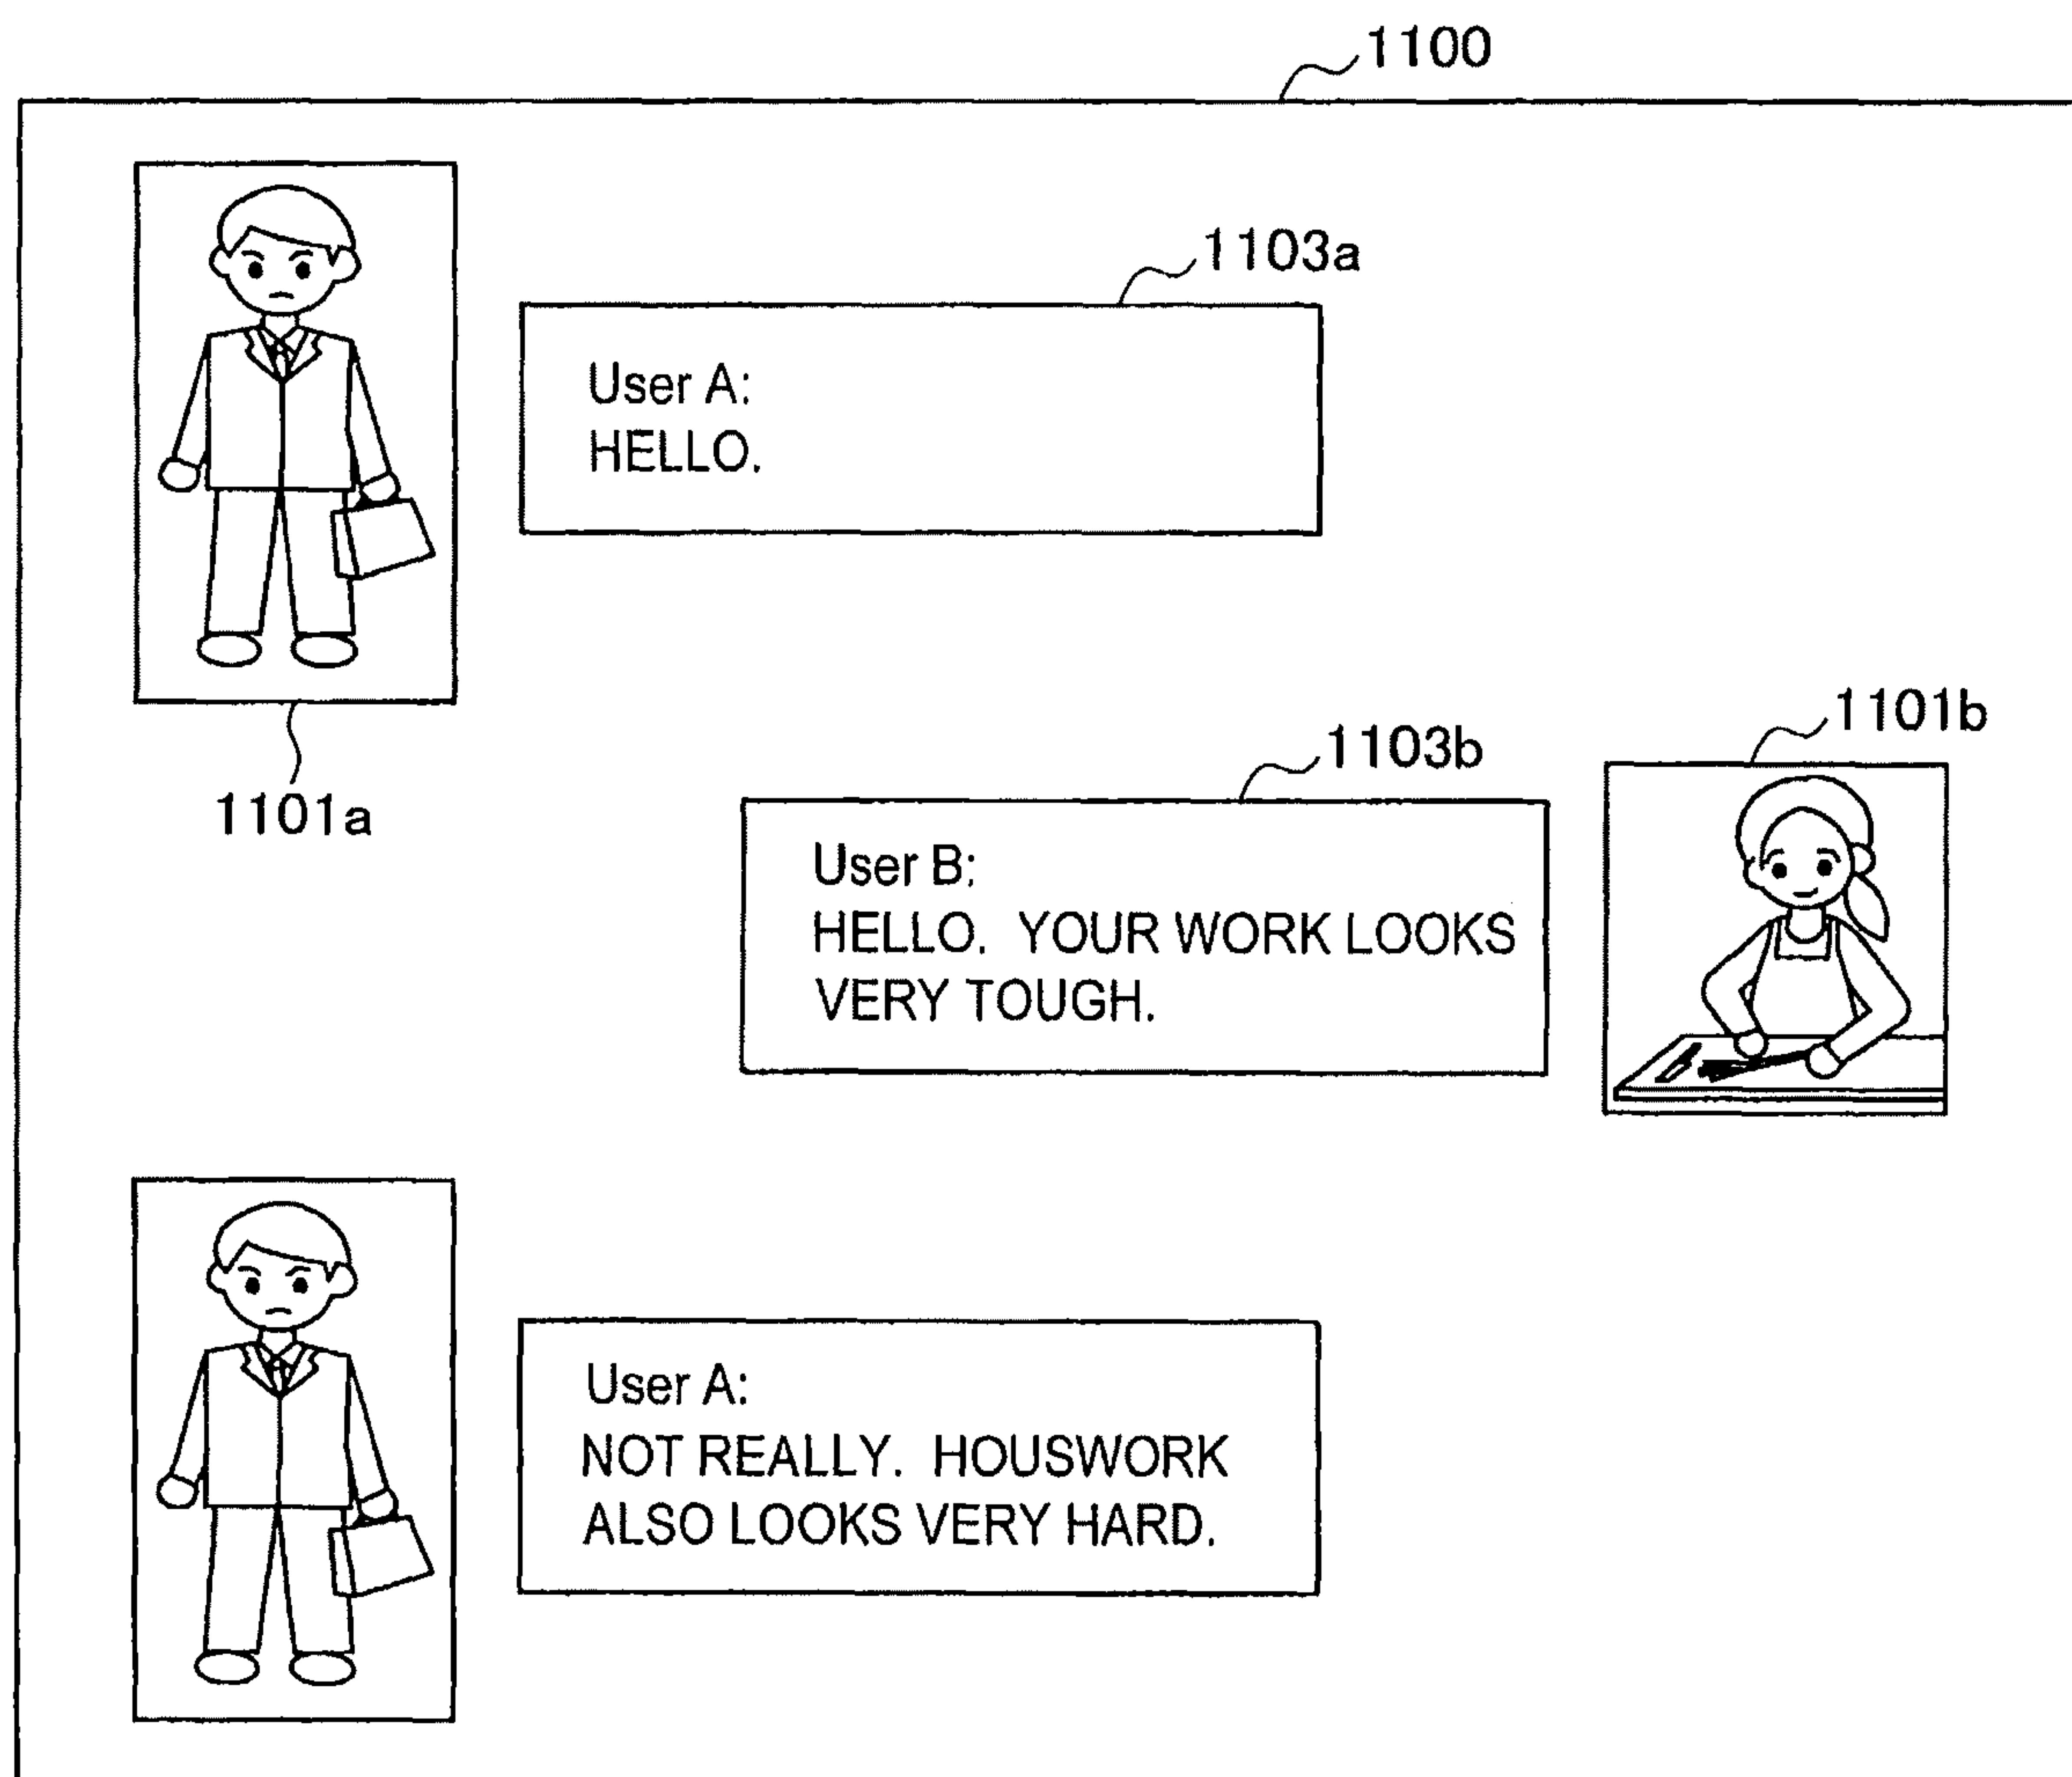 1100
1103a
User A:
HELLO.
1101a
1101b
1103b
User B:
HELLO. YOUR WORK LOOKS
VERY TOUGH.
User A:
NOT REALLY. HOUSWORK
ALSO LOOKS VERY HARD.